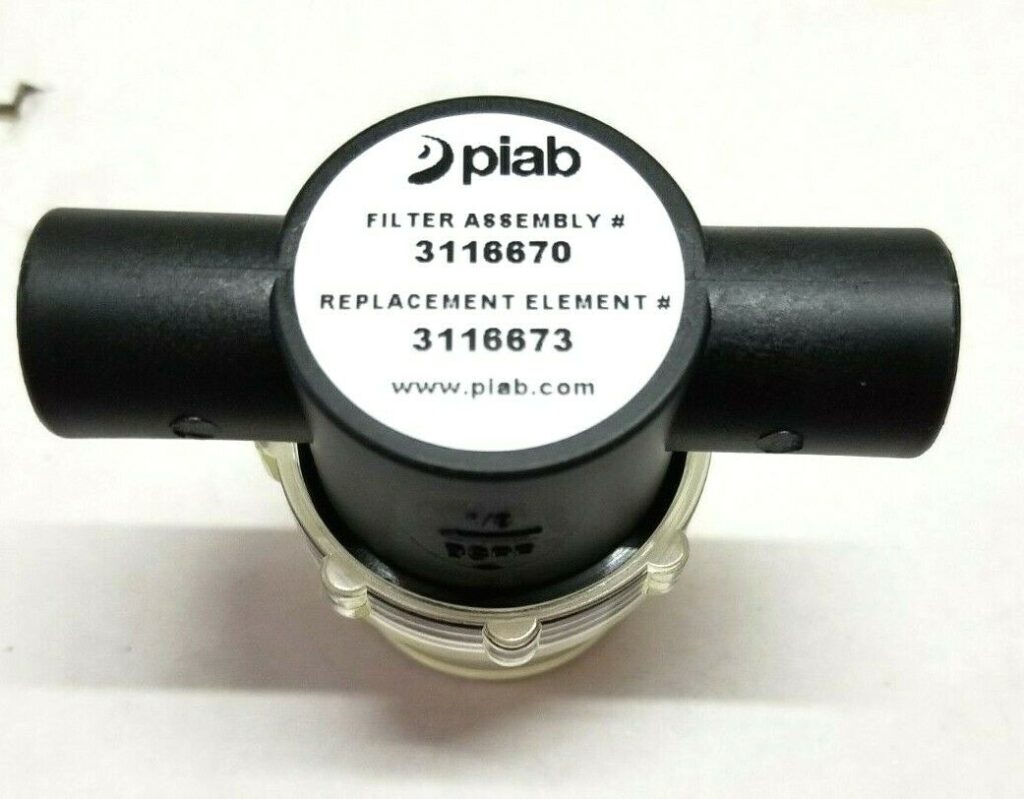 piab
FILTER ASSEMBLY #
3116670
REPLACEMENT ELEMENT #
3116673
www.piab.com